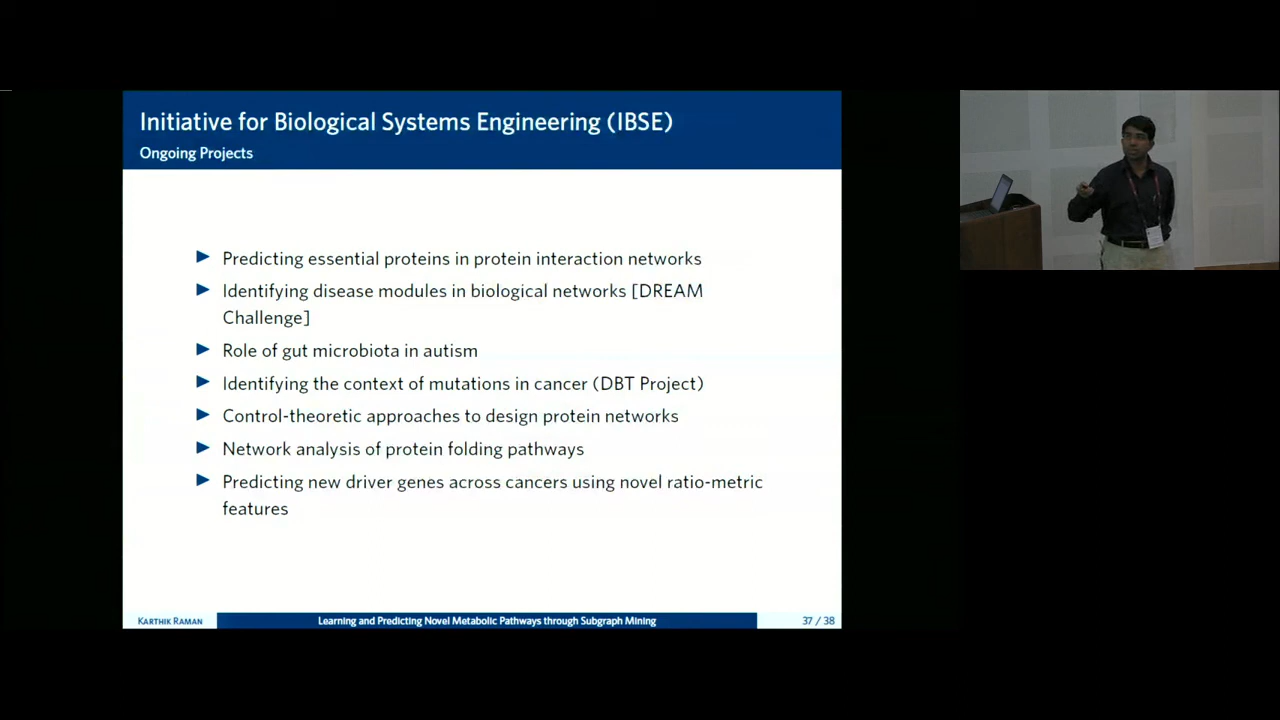 Initiative for Biological Systems Engineering (IBSE)
Ongoing Projects
Predicting essential proteins in protein interaction networks
Identifying disease modules in biological networks [DREAM
Challenge]
Role of gut microbiota in autism
Identifying the context of mutations in cancer (DBT Project)
Control-theoretic approaches to design protein networks
Network analysis of protein folding pathways
Predicting new driver genes across cancers using novel ratio-metric
features
KARTHIK RAMAN
Learning and Predicting Novel Metabolic Pathways through Subgraph Mining
37 / 38